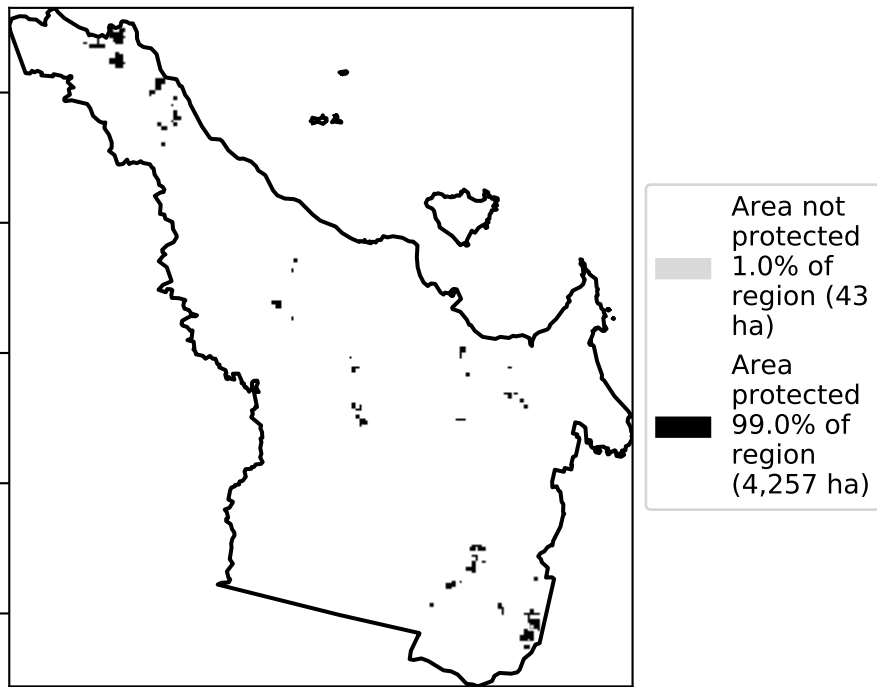 Area not
protected
1.0% of
region (43
ha)
Area
protected
99.0% of
region
(4,257 ha)